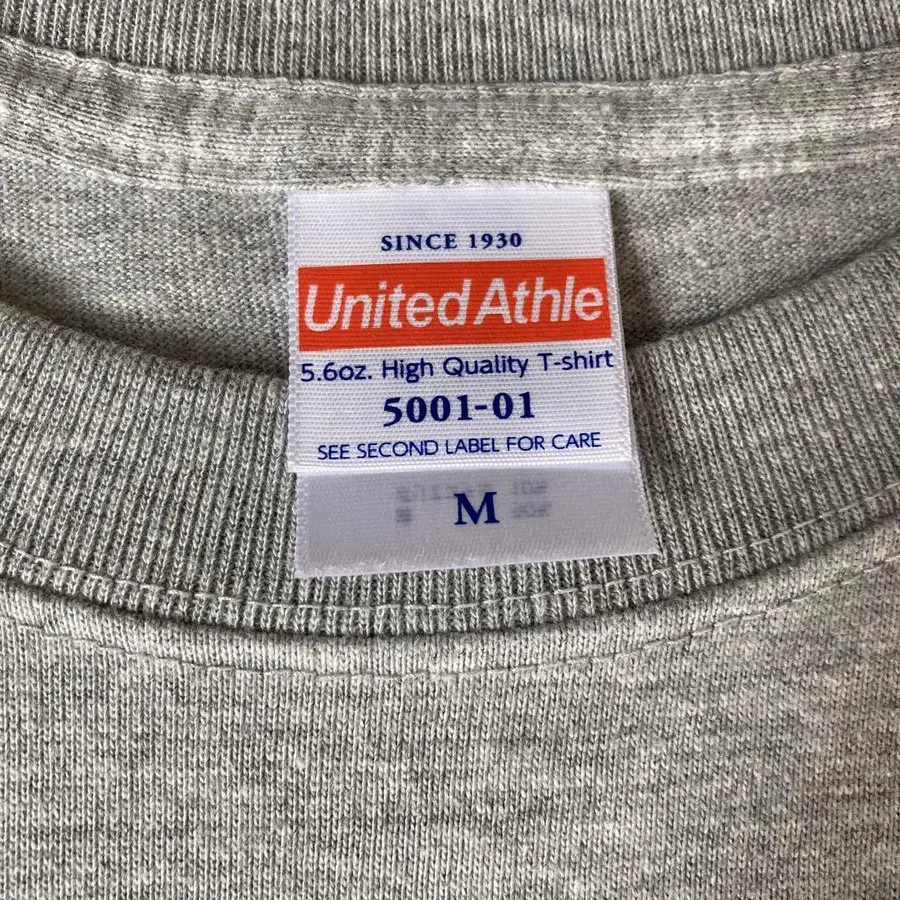 SINCE 1930
United Athle
5.6oz. High Quality T-shirt
5001-01
SEE SECOND LABEL FOR CARE
M